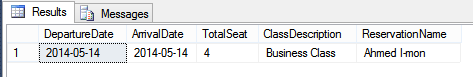 Results Messages
DepartureDate ArrivalDate TotalSeat ClassDescription ReservationName
1 2014-05-14 2014-05-14 4 Business Class Ahmed I-mon